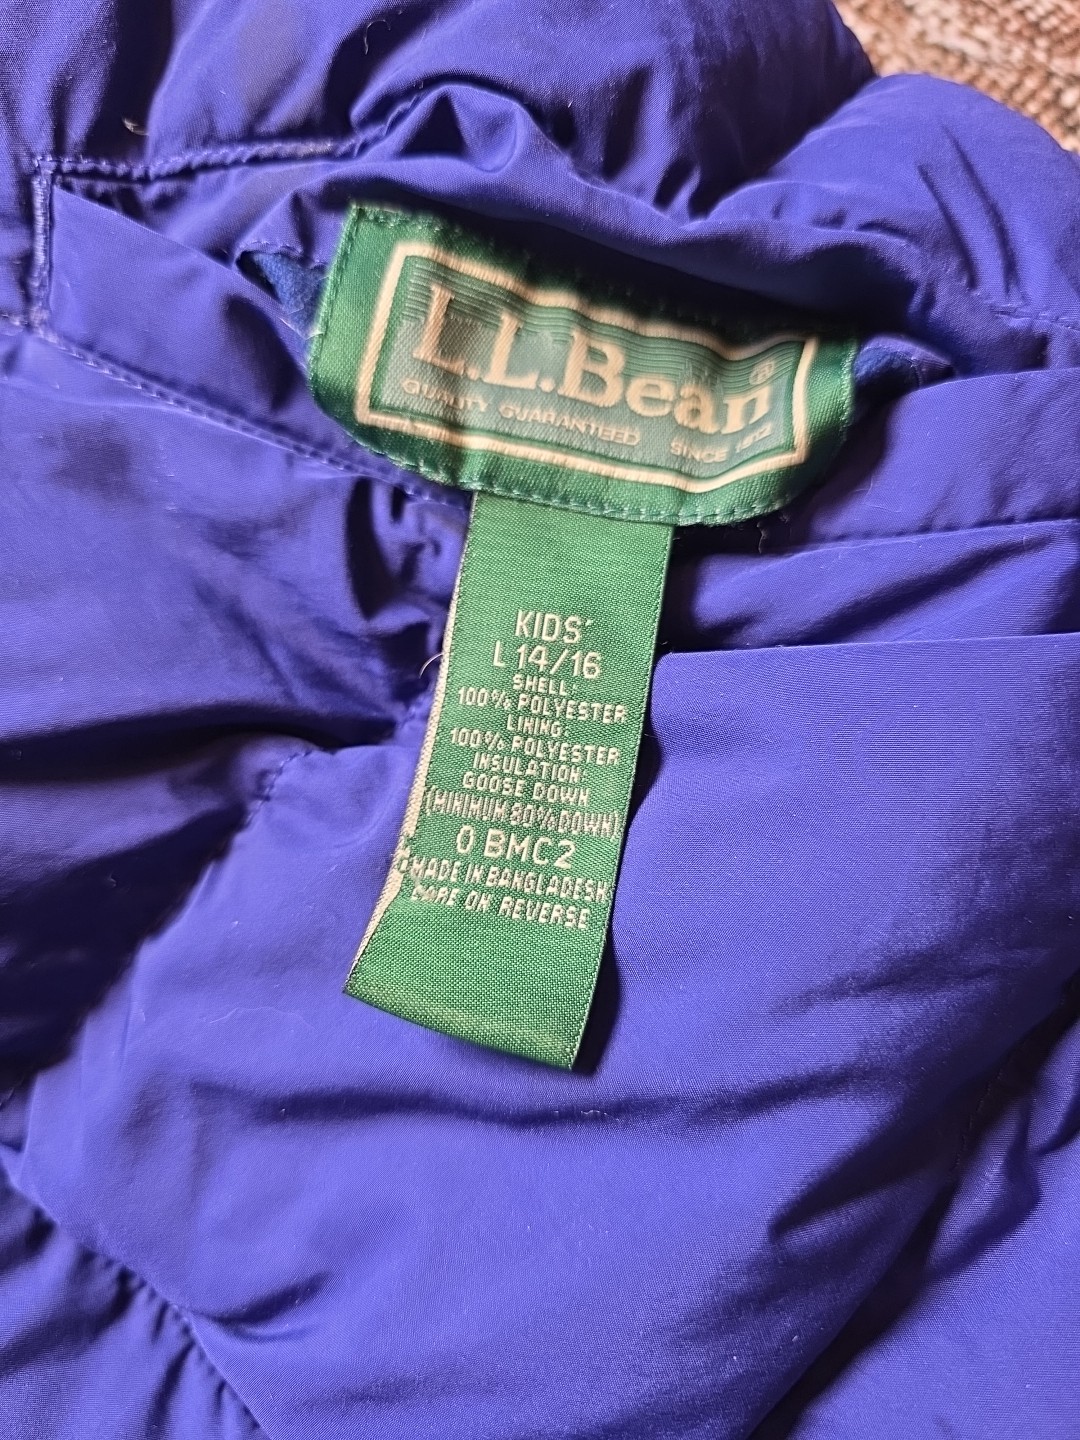 L.L.Bean®
QUALITY GUARANTEED SINCE 1912
KIDS'
L 14/16
SHELL:
100% POLYESTER
LINING:
100% POLYESTER
INSULATION:
GOOSE DOWN
(MINIMUM 80% DOWN)
0 BMC2
MADE IN BANGLADESH
CARE ON REVERSE